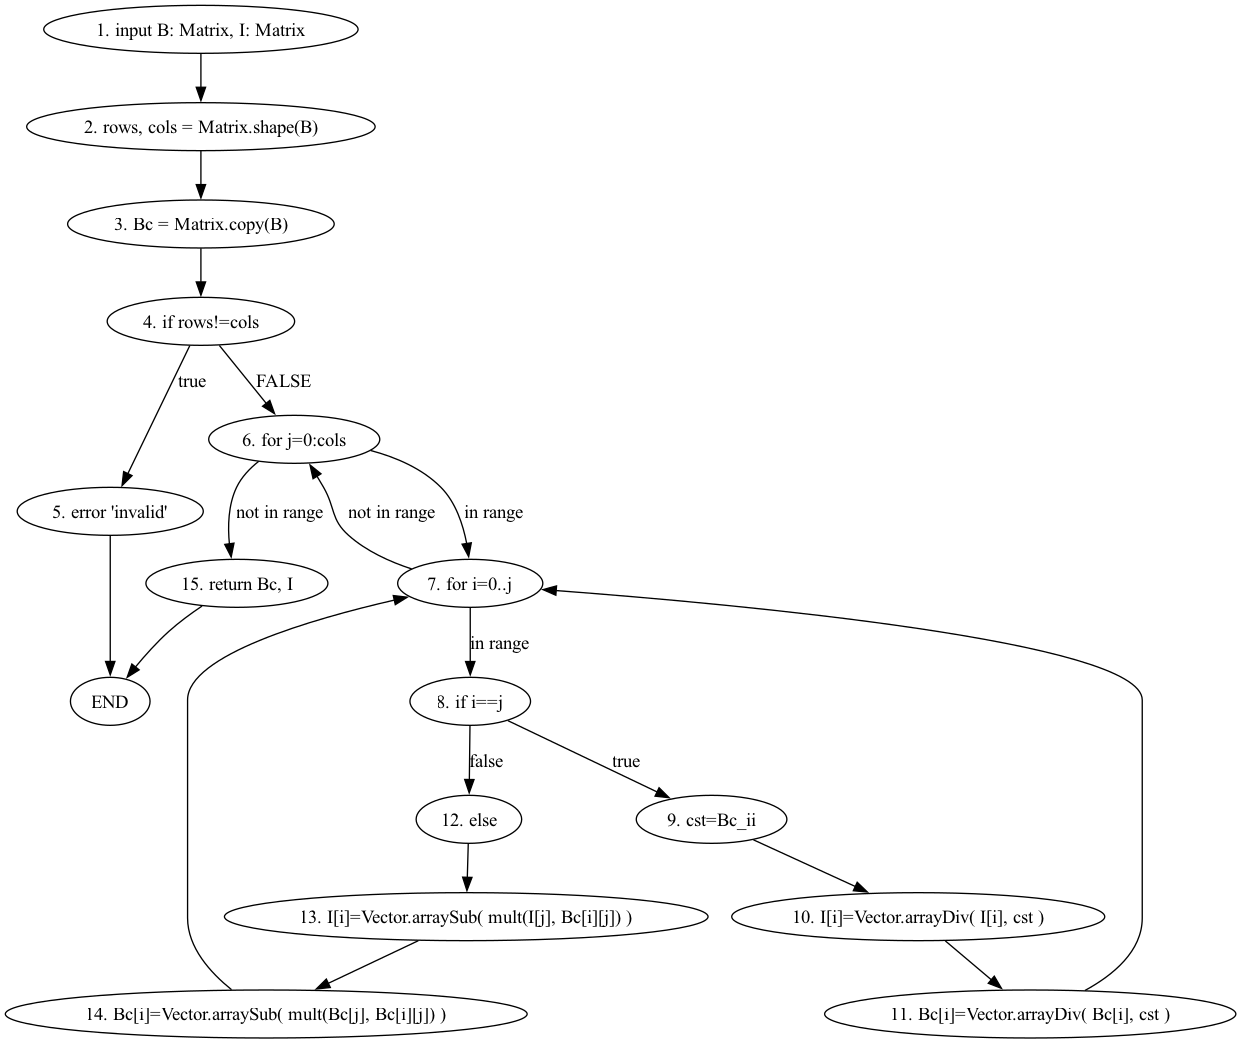 1. input B: Matrix, I: Matrix
2. rows, cols = Matrix.shape(B)
3. Bc = Matrix.copy(B)
4. if rows!=cols
true
FALSE
6. for j=0:cols
5. error 'invalid'
not in range
not in range
in range
15. return Bc, I
7. for i=0..j
in range
END
8. if i==j
false
true
12. else
9. cst=Bc_ii
13. I[i]=Vector.arraySub( mult(I[j], Bc[i][j]) )
10. I[i]=Vector.arrayDiv( I[i], cst )
14. Bc[i]=Vector.arraySub( mult(Bc[j], Bc[i][j]) )
11. Bc[i]=Vector.arrayDiv( Bc[i], cst )